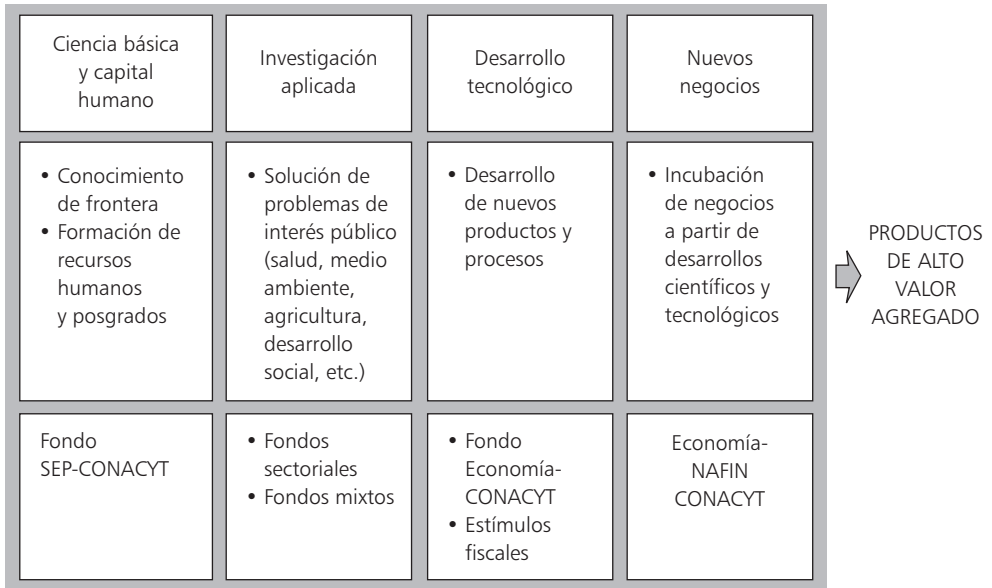 Ciencia básica
y capital
humano
Investigación
aplicada
Desarrollo
tecnológico
Nuevos
negocios
• Conocimiento
de frontera
• Formación de
recursos
humanos
y posgrados
• Solución de
problemas de
interés público
(salud, medio
ambiente,
agricultura,
desarrollo
social, etc.)
• Desarrollo
de nuevos
productos y
procesos
• Incubación
de negocios
a partir de
desarrollos
científicos y
tecnológicos
PRODUCTOS
DE ALTO
VALOR
AGREGADO
Fondo
SEP-CONACYT
• Fondos
sectoriales
• Fondos mixtos
• Fondo
Economía-
CONACYT
• Estímulos
fiscales
Economía-
NAFIN
CONACYT